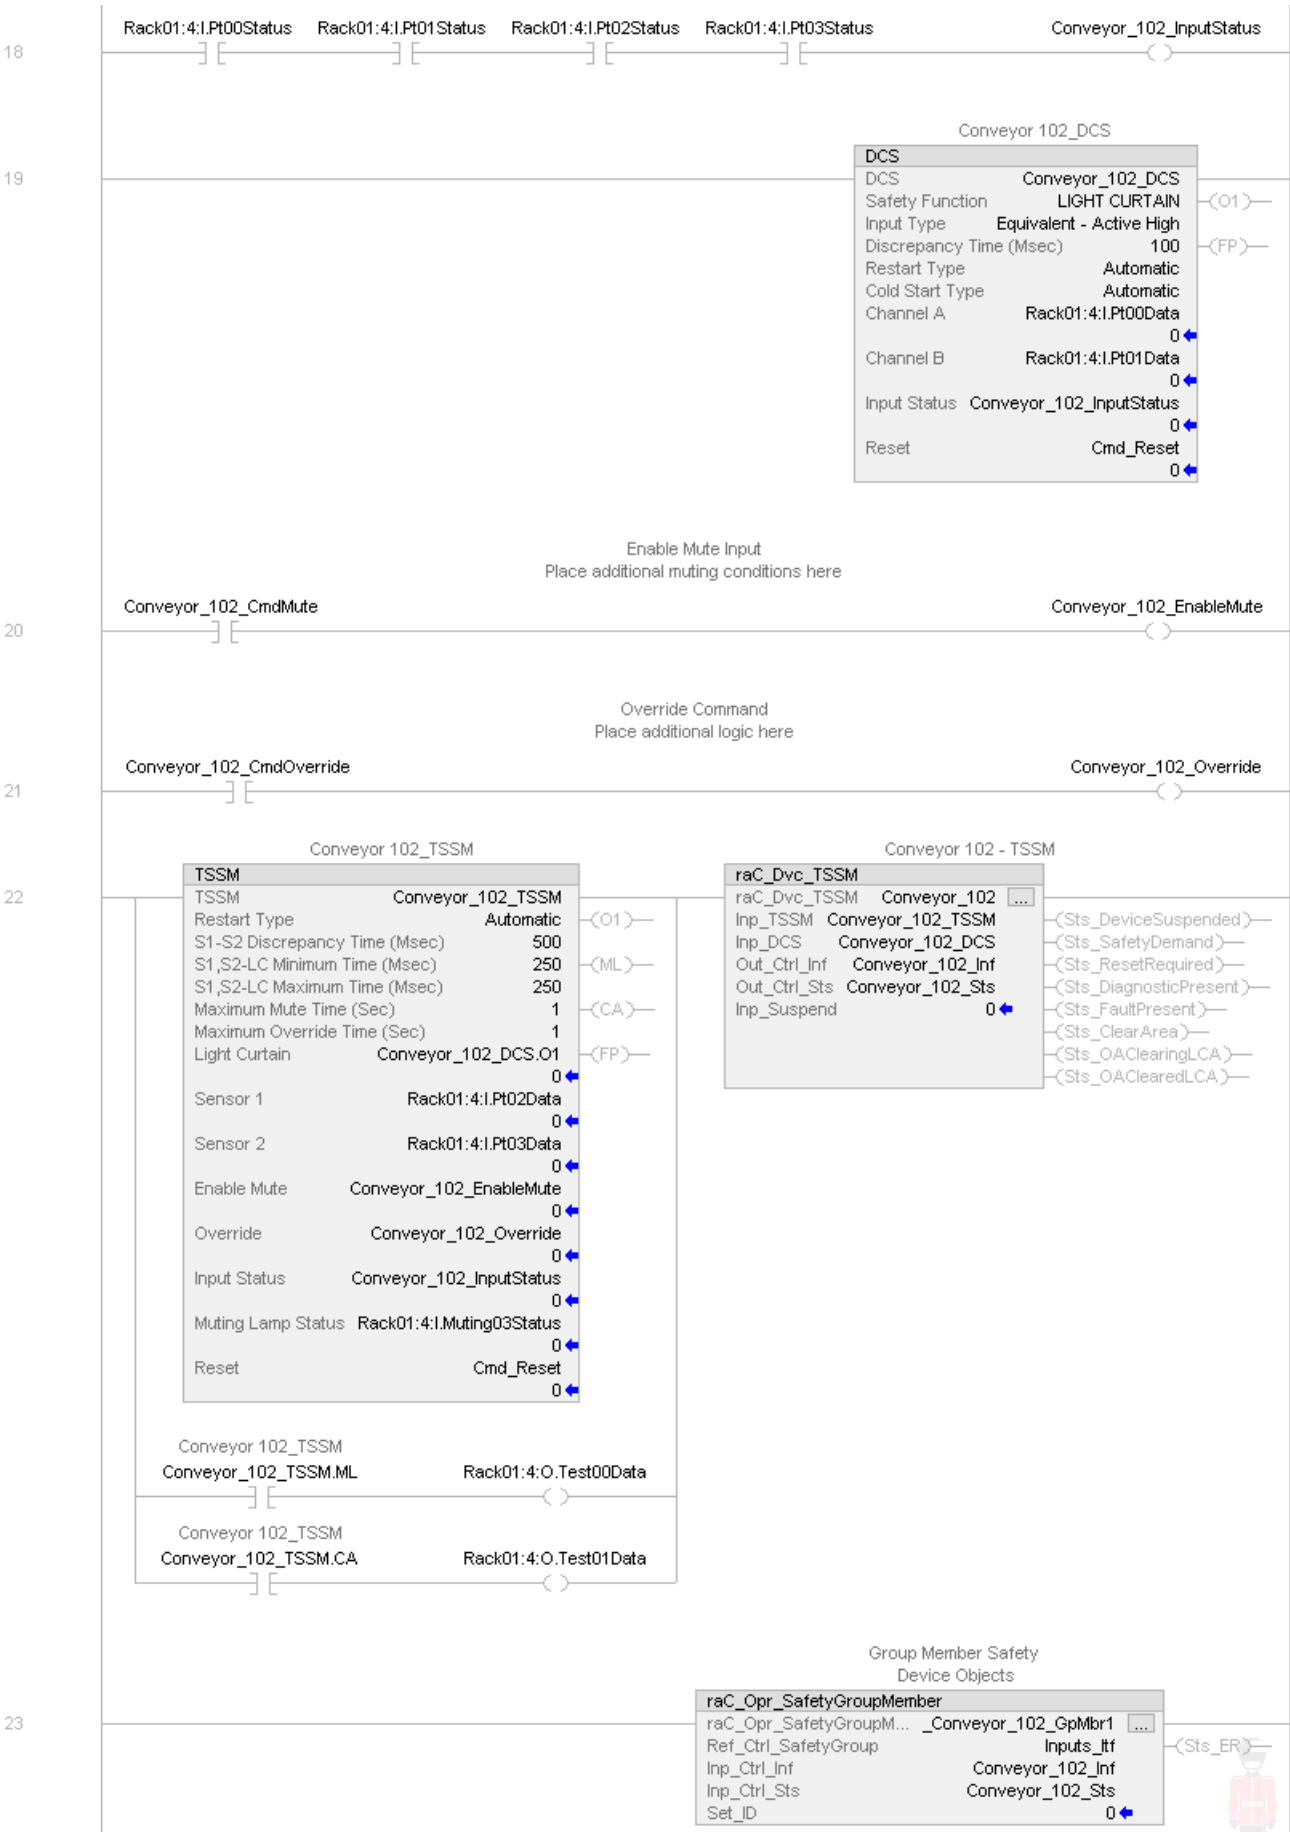 Rack01:4:I.Pt00Status Rack01:4:I.Pt01Status Rack01:4:I.Pt02Status Rack01:4:I.Pt03Status Conveyor_102_InputStatus
18
Conveyor 102_DCS
DCS
19
DCS Conveyor_102_DCS
Safety Function LIGHT CURTAIN (O1)
Input Type Equivalent - Active High
Discrepancy Time (Msec) 100 (FP)
Restart Type Automatic
Cold Start Type Automatic
Channel A Rack01:4:I.Pt00Data
0
Channel B Rack01:4:I.Pt01Data
0
Input Status Conveyor_102_InputStatus
0
Reset Cmd_Reset
0
Enable Mute Input
Place additional muting conditions here
Conveyor_102_CmdMute Conveyor_102_EnableMute
20
Override Command
Place additional logic here
Conveyor_102_CmdOverride Conveyor_102_Override
21
Conveyor 102_TSSM
TSSM
22
TSSM Conveyor_102_TSSM
Restart Type Automatic (O1)
S1-S2 Discrepancy Time (Msec) 500
S1,S2-LC Minimum Time (Msec) 250 (ML)
S1,S2-LC Maximum Time (Msec) 250
Maximum Mute Time (Sec) 1 (CA)
Maximum Override Time (Sec) 1
Light Curtain Conveyor_102_DCS.O1 (FP)
0
Sensor 1 Rack01:4:I.Pt02Data
0
Sensor 2 Rack01:4:I.Pt03Data
0
Enable Mute Conveyor_102_EnableMute
0
Override Conveyor_102_Override
0
Input Status Conveyor_102_InputStatus
0
Muting Lamp Status Rack01:4:I.Muting03Status
0
Reset Cmd_Reset
0
Conveyor 102 - TSSM
raC_Dvc_TSSM
raC_Dvc_TSSM Conveyor_102 ...
Inp_TSSM Conveyor_102_TSSM (Sts_DeviceSuspended)
Inp_DCS Conveyor_102_DCS (Sts_SafetyDemand)
Out_Ctrl_Inf Conveyor_102_Inf (Sts_ResetRequired)
Out_Ctrl_Sts Conveyor_102_Sts (Sts_DiagnosticPresent)
Inp_Suspend 0 (Sts_FaultPresent)
(Sts_ClearArea)
(Sts_OAClearingLCA)
(Sts_OAClearedLCA)
Conveyor 102_TSSM
Conveyor_102_TSSM.ML Rack01:4:O.Test00Data
Conveyor 102_TSSM
Conveyor_102_TSSM.CA Rack01:4:O.Test01Data
Group Member Safety
Device Objects
raC_Opr_SafetyGroupMember
23
raC_Opr_SafetyGroupM... _Conveyor_102_GpMbr1 ...
Ref_Ctrl_SafetyGroup Inputs_Itf (Sts_ER)
Inp_Ctrl_Inf Conveyor_102_Inf
Inp_Ctrl_Sts Conveyor_102_Sts
Set_ID 0